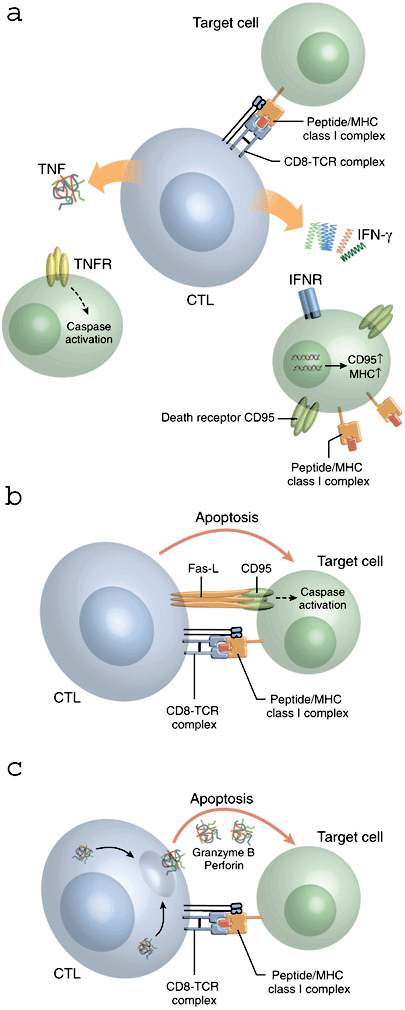 a
Target cell
Peptide/MHC
class I complex
CD8-TCR complex
TNF
IFN-γ
TNFR
CTL
IFNR
Caspase
activation
CD95↑
MHC↑
Death receptor CD95
Peptide/MHC
class I complex
b
Apoptosis
Target cell
Fas-L
CD95
Caspase
activation
CTL
CD8-TCR
complex
Peptide/MHC
class I complex
c
Apoptosis
Target cell
Granzyme B
Perforin
CTL
CD8-TCR
complex
Peptide/MHC
class I complex